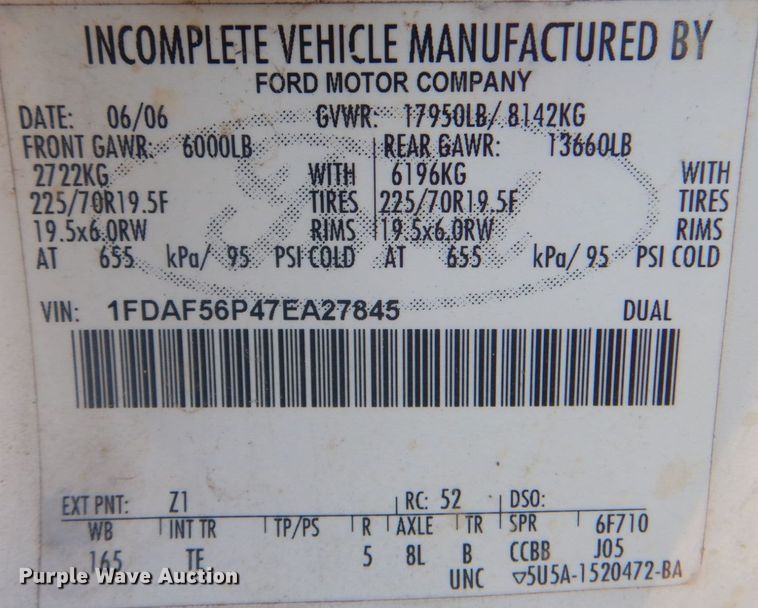 INCOMPLETE VEHICLE MANUFACTURED BY
FORD MOTOR COMPANY
DATE: 06/06 GVWR: 17950LB/ 8142KG
FRONT GAWR: 6000LB REAR GAWR: 13660LB
2722KG WITH 6196KG WITH
225/70R19.5F TIRES 225/70R19.5F TIRES
19.5x6.0RW RIMS 19.5x6.0RW RIMS
AT 655 kPa/ 95 PSI COLD AT 655 kPa/ 95 PSI COLD
VIN: 1FDAF56P47EA27845 DUAL
EXT PNT: Z1 RC: 52 DSO:
WB INT TR TP/PS R AXLE TR SPR 6F710
165 TE 5 8L B CCBB J05
UNC ▽5U5A-1520472-BA
Purple Wave Auction